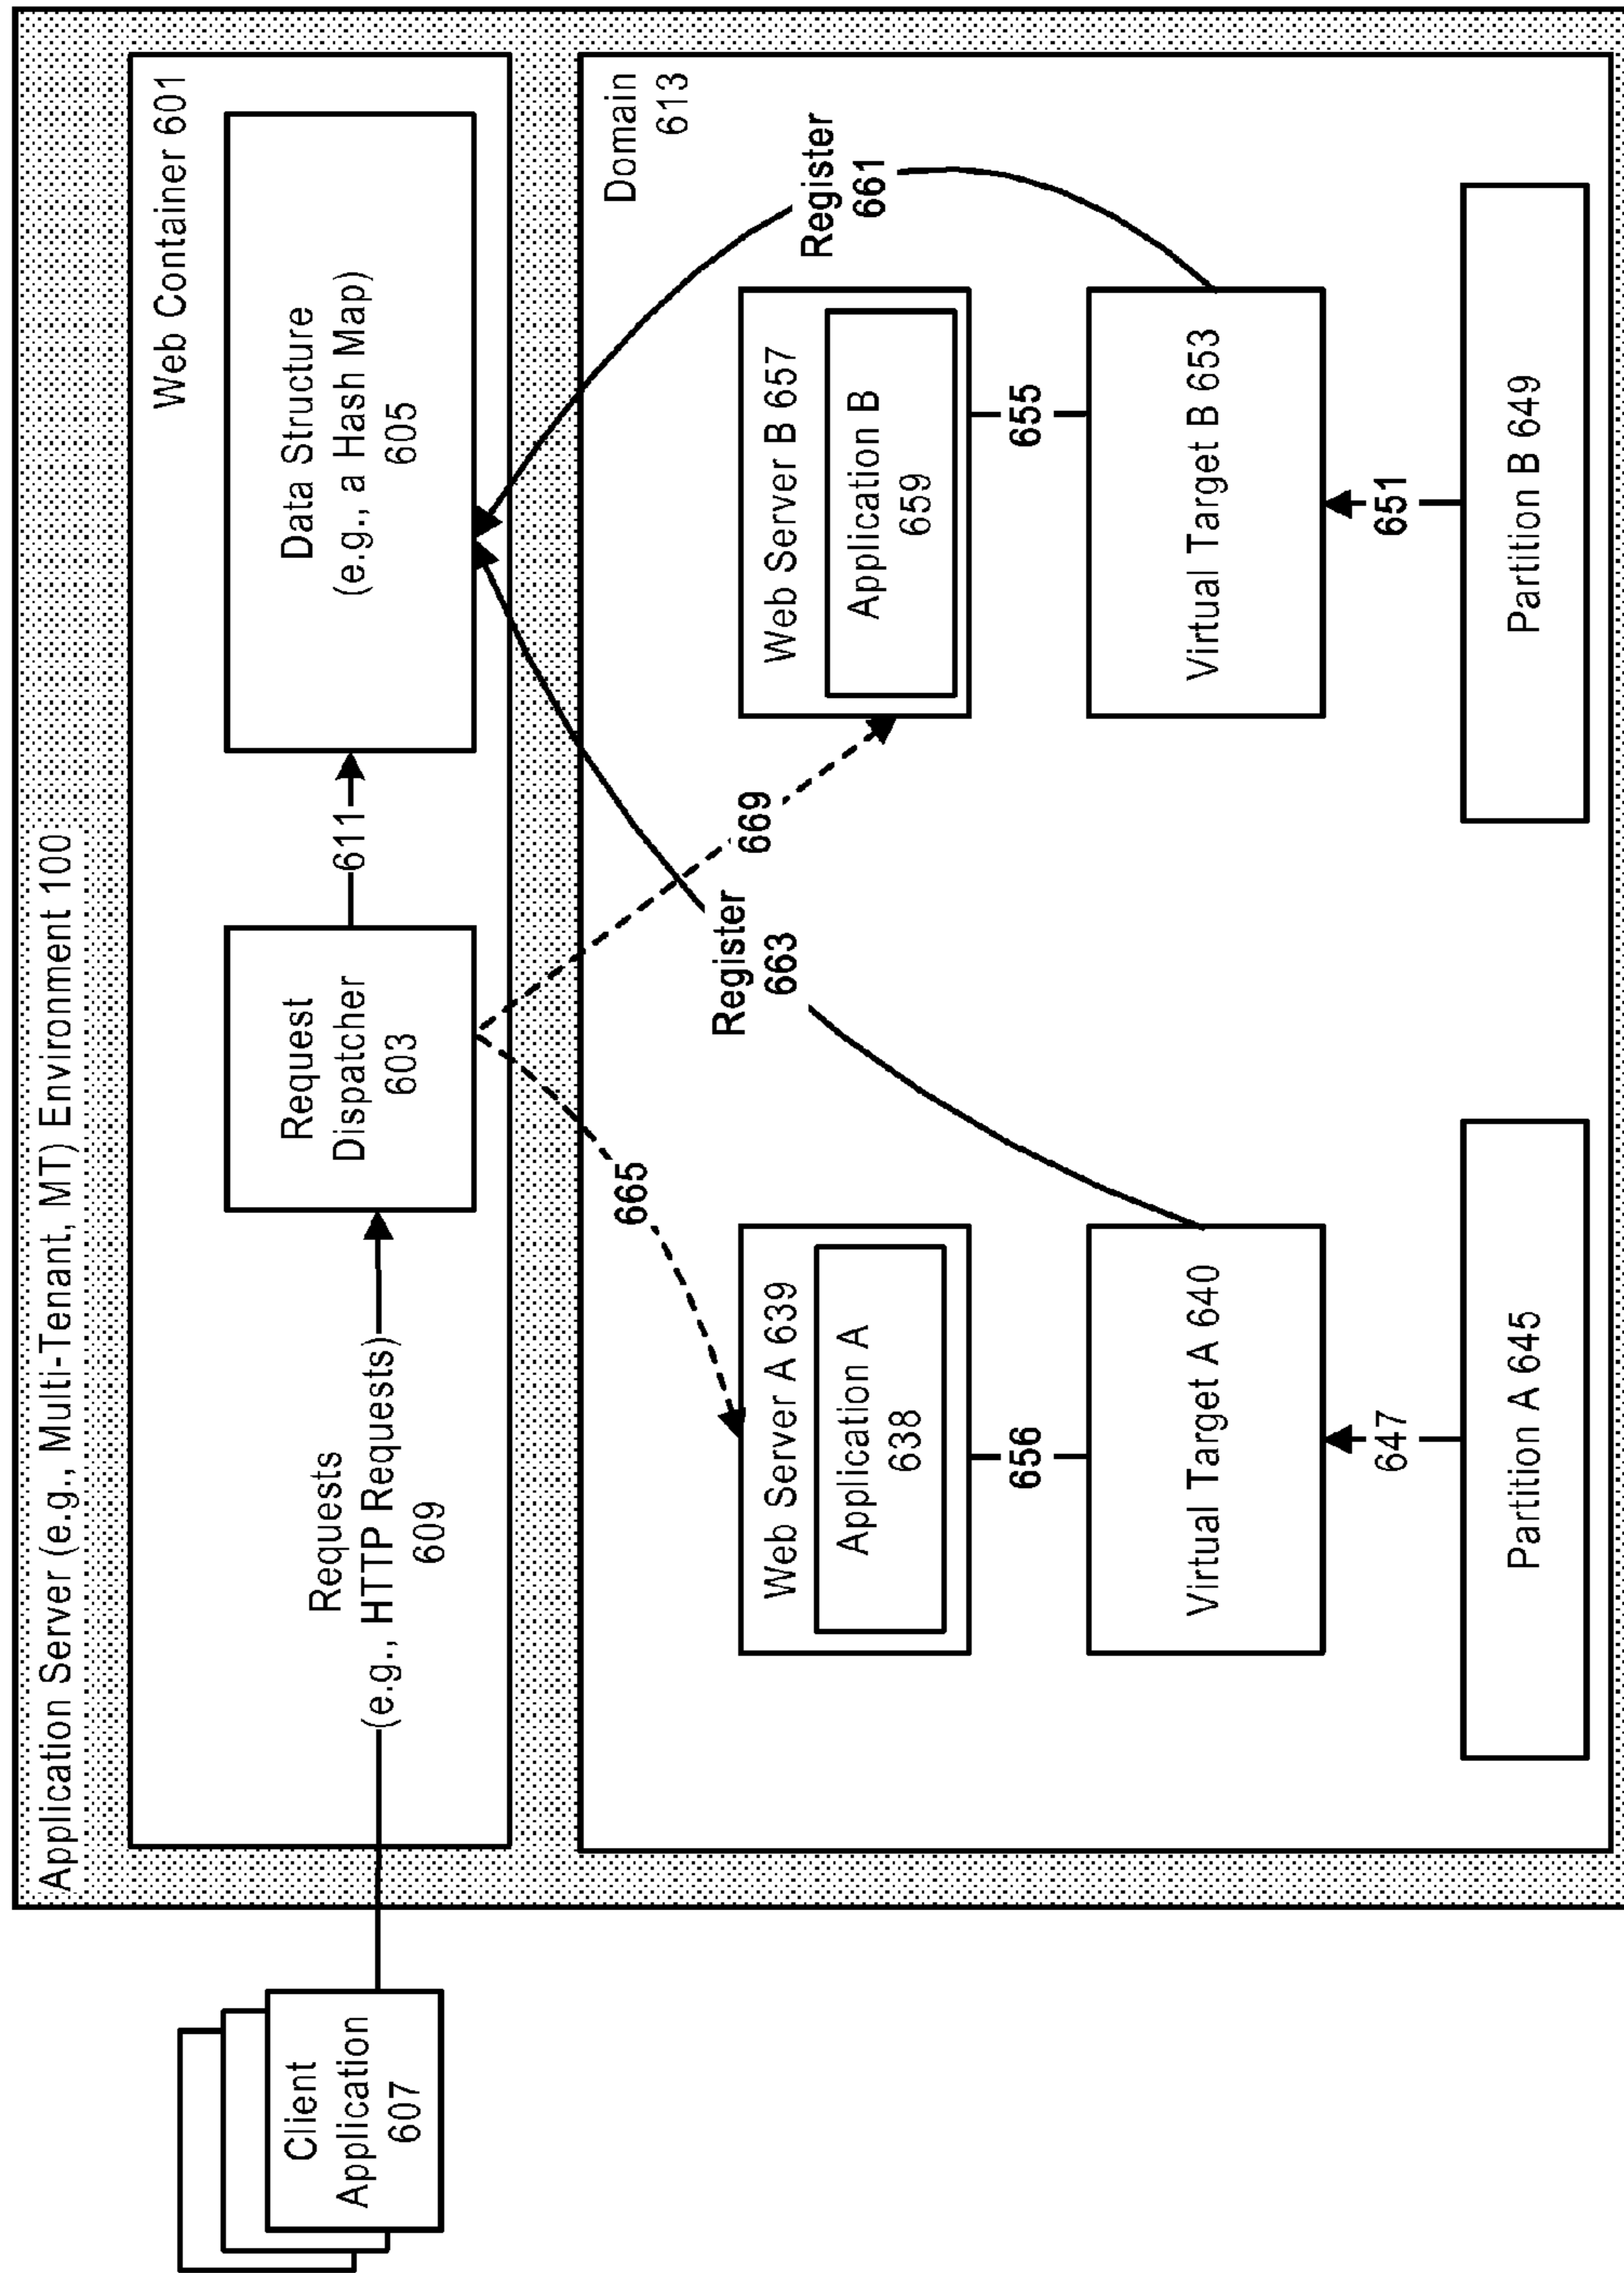 Application Server (e.g., Multi-Tenant, MT) Environment 100
Web Container 601
Client
Application
607
Requests
(e.g., HTTP Requests)
609
Request
Dispatcher
603
611
Data Structure
(e.g., a Hash Map)
605
Domain
613
665
669
Register
663
Register
661
Web Server A 639
Application A
638
656
Virtual Target A 640
647
Partition A 645
Web Server B 657
Application B
659
655
Virtual Target B 653
651
Partition B 649